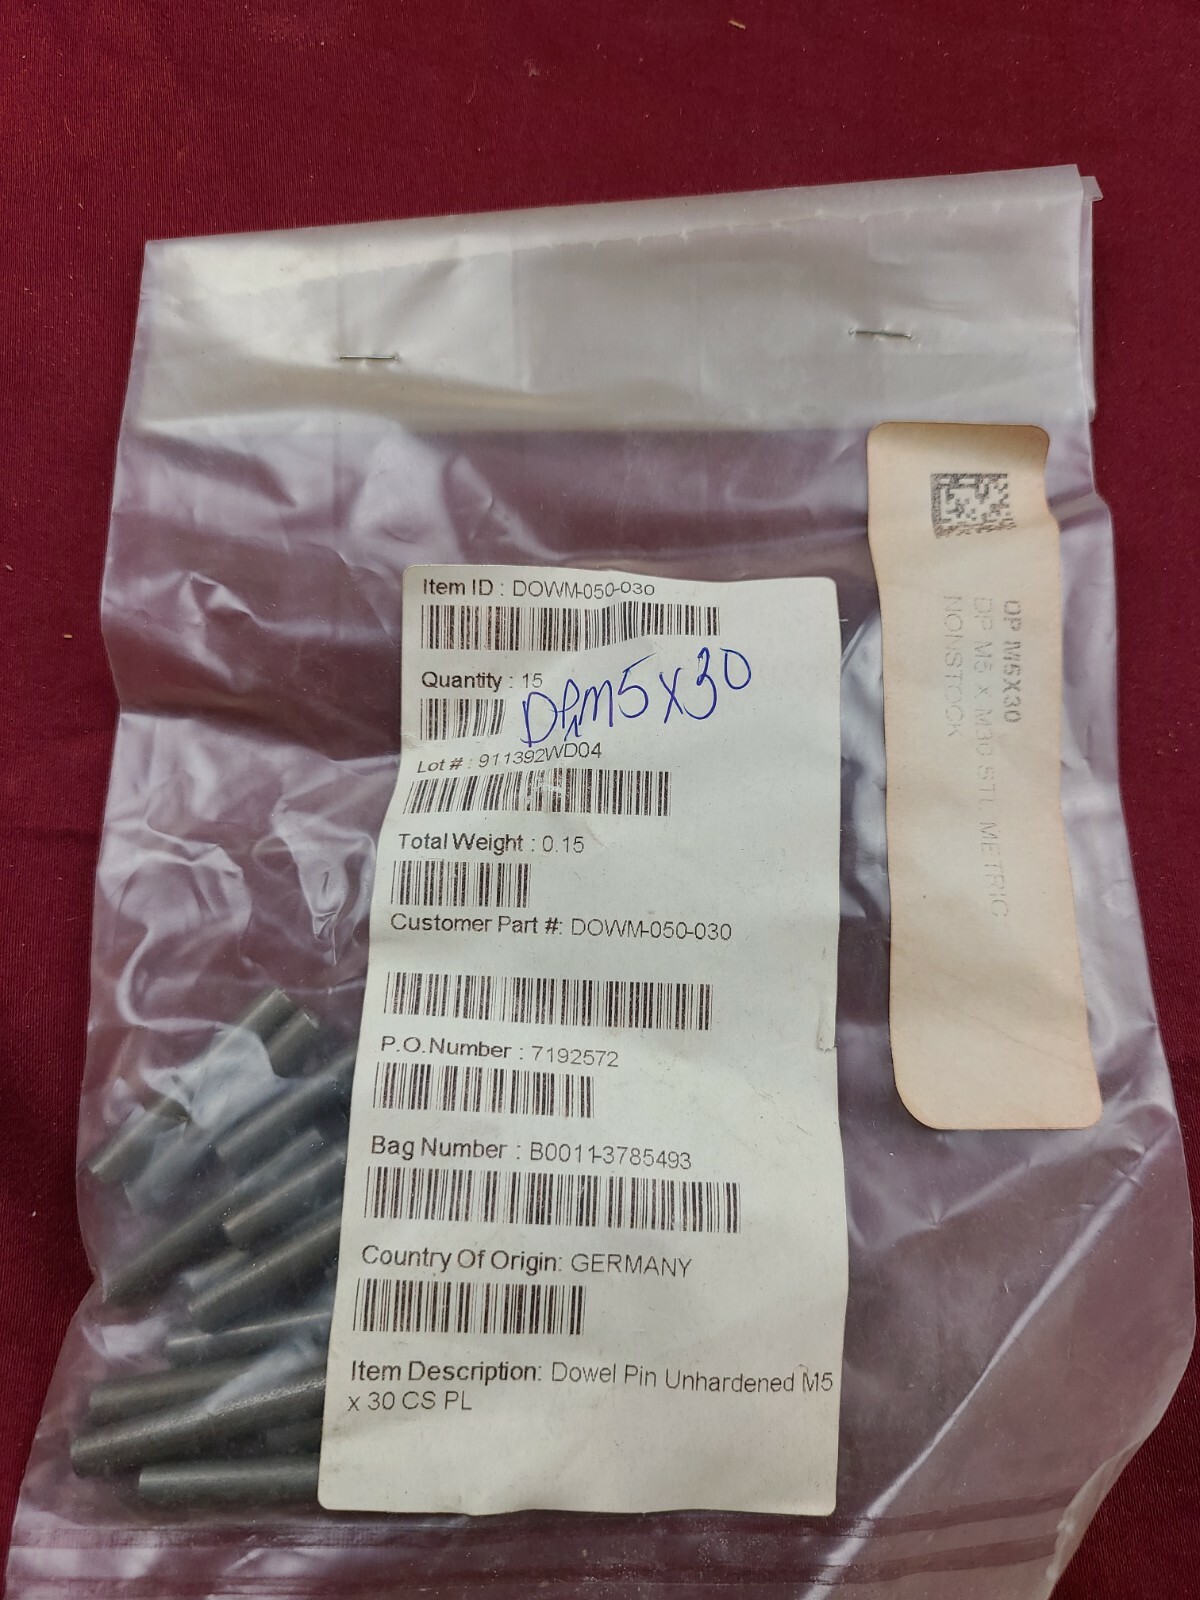 Item ID : DOWM-050-030
Quantity : 15
DP M5X30
Lot # : 911392WD04
Total Weight : 0.15
Customer Part #: DOWM-050-030
P.O.Number : 7192572
Bag Number : B0011-3785493
Country Of Origin: GERMANY
Item Description: Dowel Pin Unhardened M5
x 30 CS PL
DP M5X30
DP M5 x M30 STL METRIC
NONSTOCK